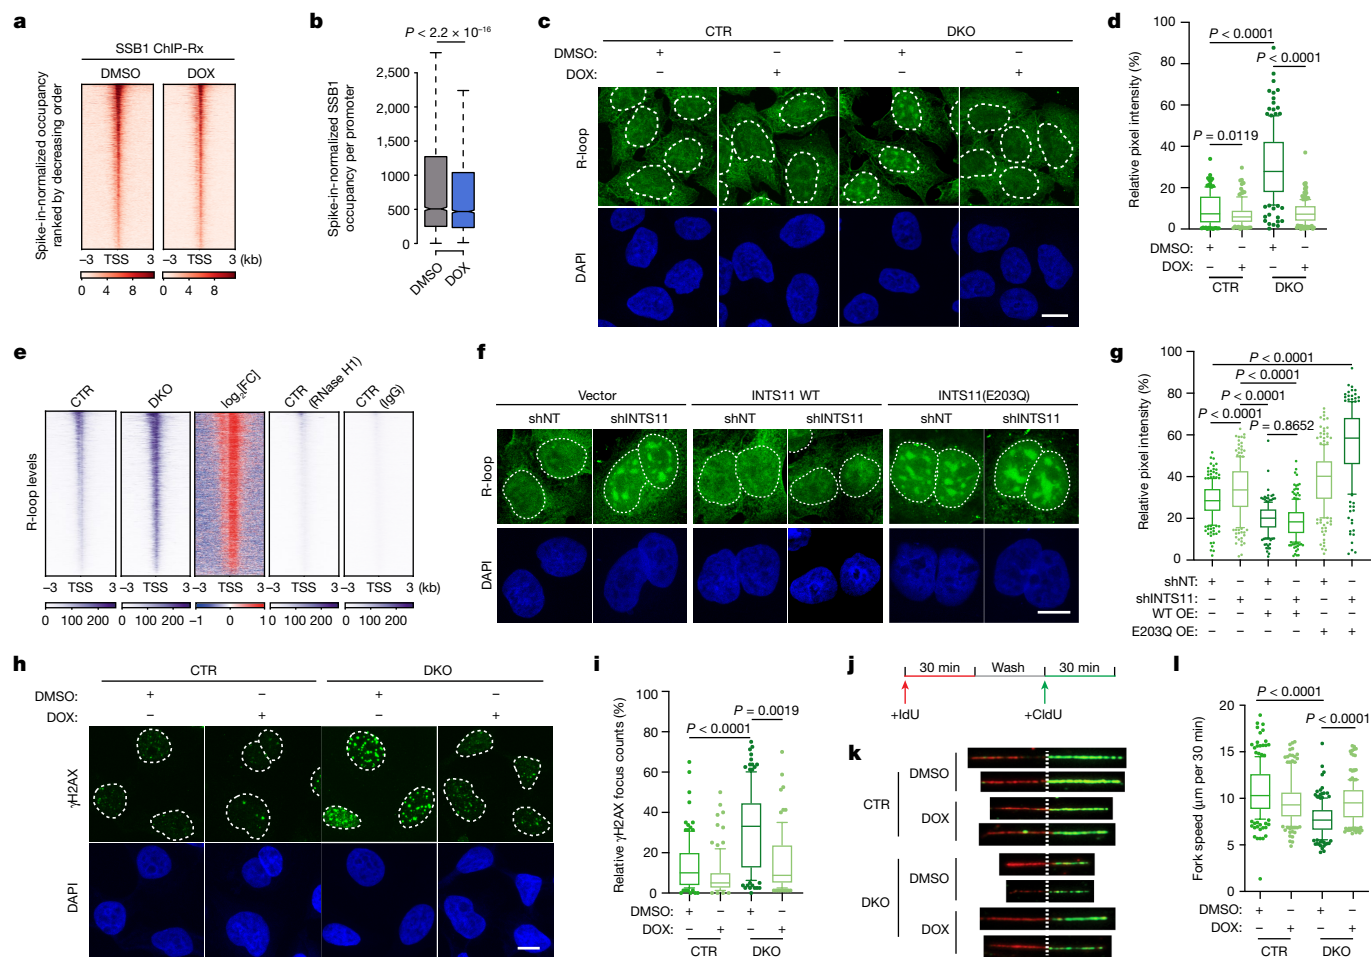 a
SSB1 ChIP-Rx
DMSO DOX
Spike-in-normalized occupancy
ranked by decreasing order
−3 TSS 3 −3 TSS 3 (kb)
0 4 8 0 4 8
b
P < 2.2 × 10−16
Spike-in-normalized SSB1
occupancy per promoter
2,500
2,000
1,500
1,000
500
0
DMSO
DOX
c
CTR DKO
DMSO: + − + −
DOX: − + − +
R-loop
DAPI
d
Relative pixel intensity (%)
100
80
60
40
20
0
P < 0.0001
P < 0.0001
P = 0.0119
DMSO: + − + −
DOX: − + − +
CTR DKO
e
CTR DKO log2[FC] CTR (RNase H1) CTR (IgG)
R-loop levels
−3 TSS 3 −3 TSS 3 −3 TSS 3 −3 TSS 3 −3 TSS 3 (kb)
0 100 200 0 100 200 −1 0 1 0 100 200 0 100 200
f
Vector INTS11 WT INTS11(E203Q)
shNT shINTS11 shNT shINTS11 shNT shINTS11
R-loop
DAPI
g
Relative pixel intensity (%)
100
80
60
40
20
0
P < 0.0001
P < 0.0001
P < 0.0001
P < 0.0001
P = 0.8652
shNT: + − + − + −
shINTS11: − + − + − +
WT OE: − − + + − −
E203Q OE: − − − − + +
h
CTR DKO
DMSO: + − + −
DOX: − + − +
γH2AX
DAPI
i
Relative γH2AX focus counts (%)
100
80
60
40
20
0
P = 0.0019
P < 0.0001
DMSO: + − + −
DOX: − + − +
CTR DKO
j
30 min Wash 30 min
+IdU +CldU
k
CTR
DMSO
DOX
DKO
DMSO
DOX
l
Fork speed (μm per 30 min)
20
15
10
5
0
P < 0.0001
P < 0.0001
DMSO: + − + −
DOX: − + − +
CTR DKO